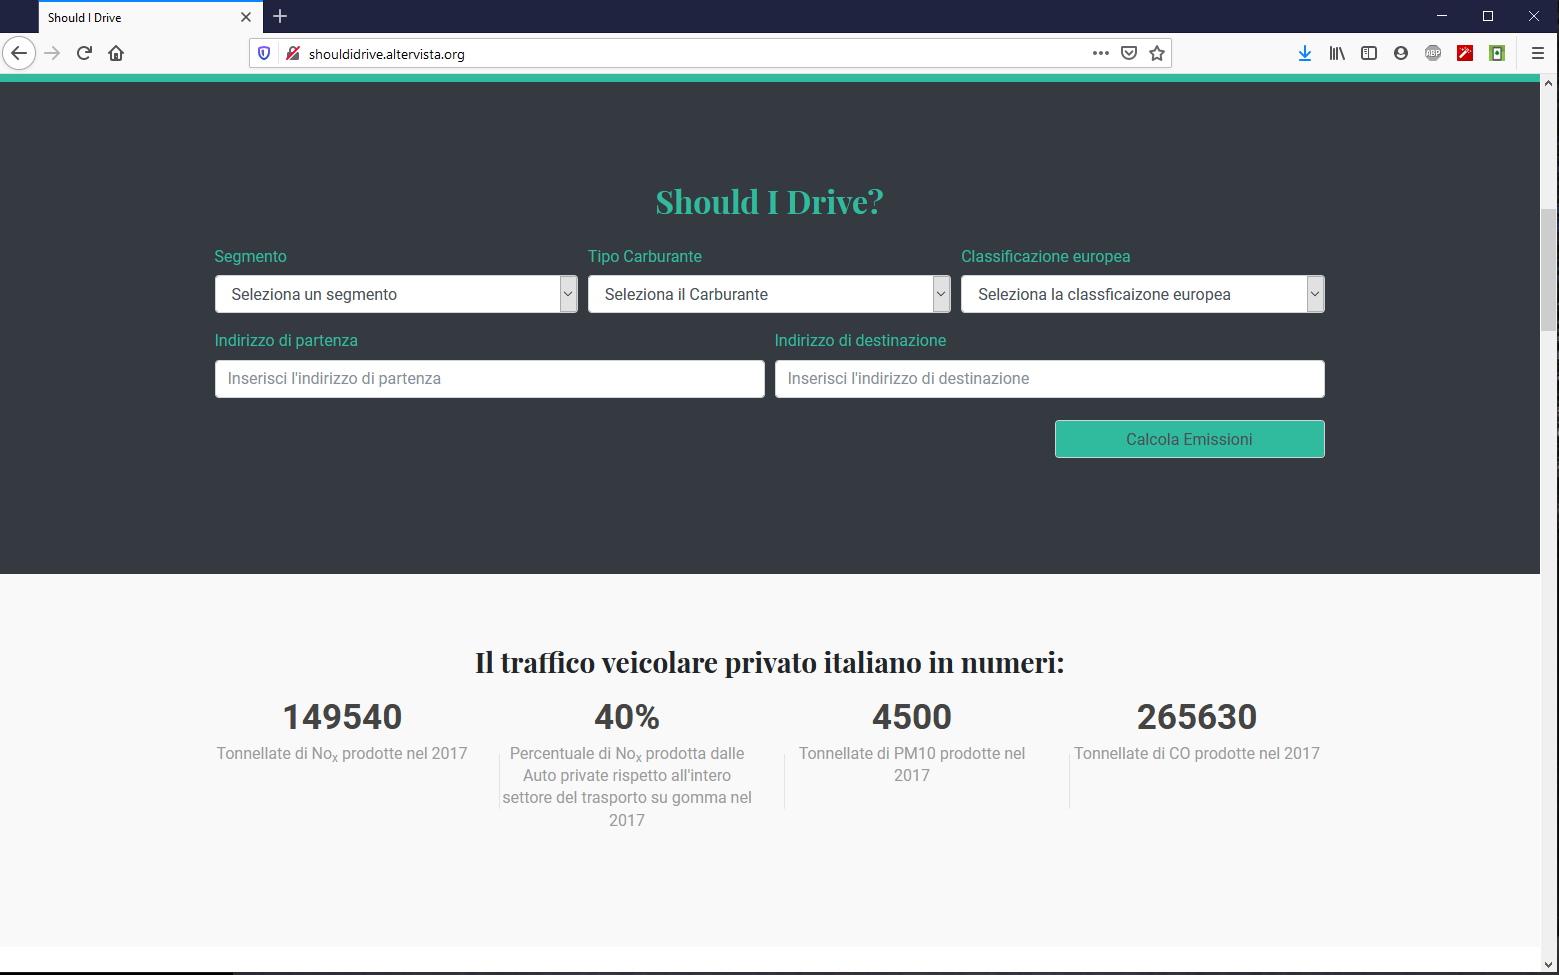 Should I Drive
shouldidrive.altervista.org
ABP
Should I Drive?
Segmento
Tipo Carburante
Classificazione europea
Seleziona un segmento
Seleziona il Carburante
Seleziona la classficaizone europea
Indirizzo di partenza
Indirizzo di destinazione
Inserisci l'indirizzo di partenza
Inserisci l'indirizzo di destinazione
Calcola Emissioni
Il traffico veicolare privato italiano in numeri:
149540
Tonnellate di Nox prodotte nel 2017
40%
Percentuale di Nox prodotta dalle
Auto private rispetto all'intero
settore del trasporto su gomma nel
2017
4500
Tonnellate di PM10 prodotte nel
2017
265630
Tonnellate di CO prodotte nel 2017